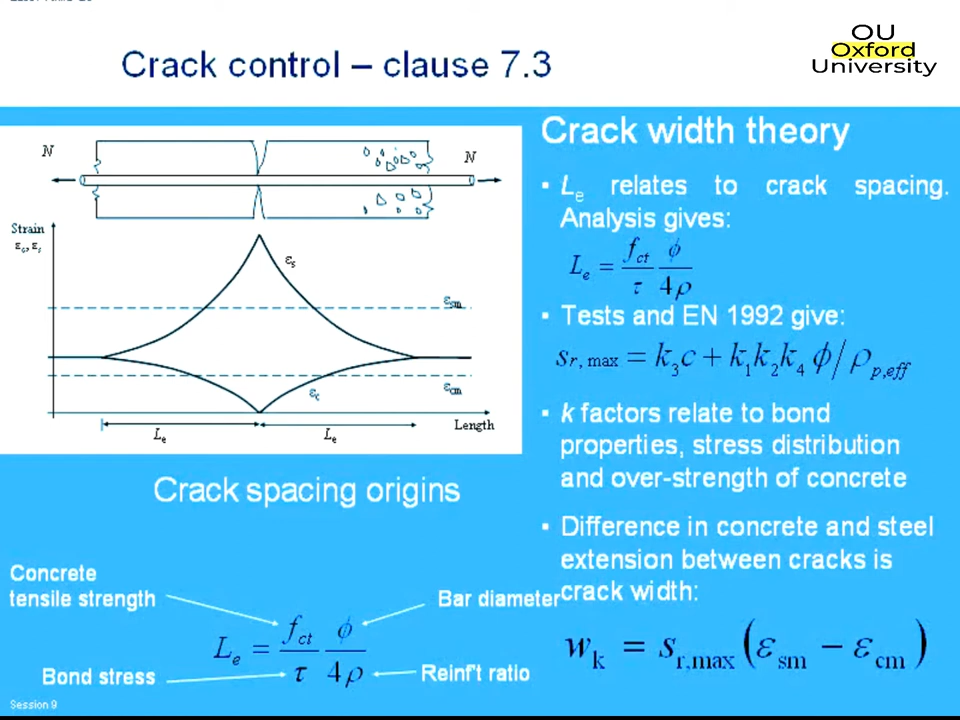 Crack control – clause 7.3
OU
Oxford
University
N
N
Strain
εc, εs
εs
εsm
εc
εcm
Length
Le
Le
Crack spacing origins
Concrete
tensile strength
Bar diameter
Le = fct/τ ϕ/4ρ
Bond stress
Reinf't ratio
Session 9
Crack width theory
• Le relates to crack spacing.
Analysis gives:
Le = fct/τ ϕ/4ρ
• Tests and EN 1992 give:
sr,max = k3c + k1k2k4 ϕ/ρp,eff
• k factors relate to bond
properties, stress distribution
and over-strength of concrete
• Difference in concrete and steel
extension between cracks is
crack width:
wk = sr,max (εsm − εcm)